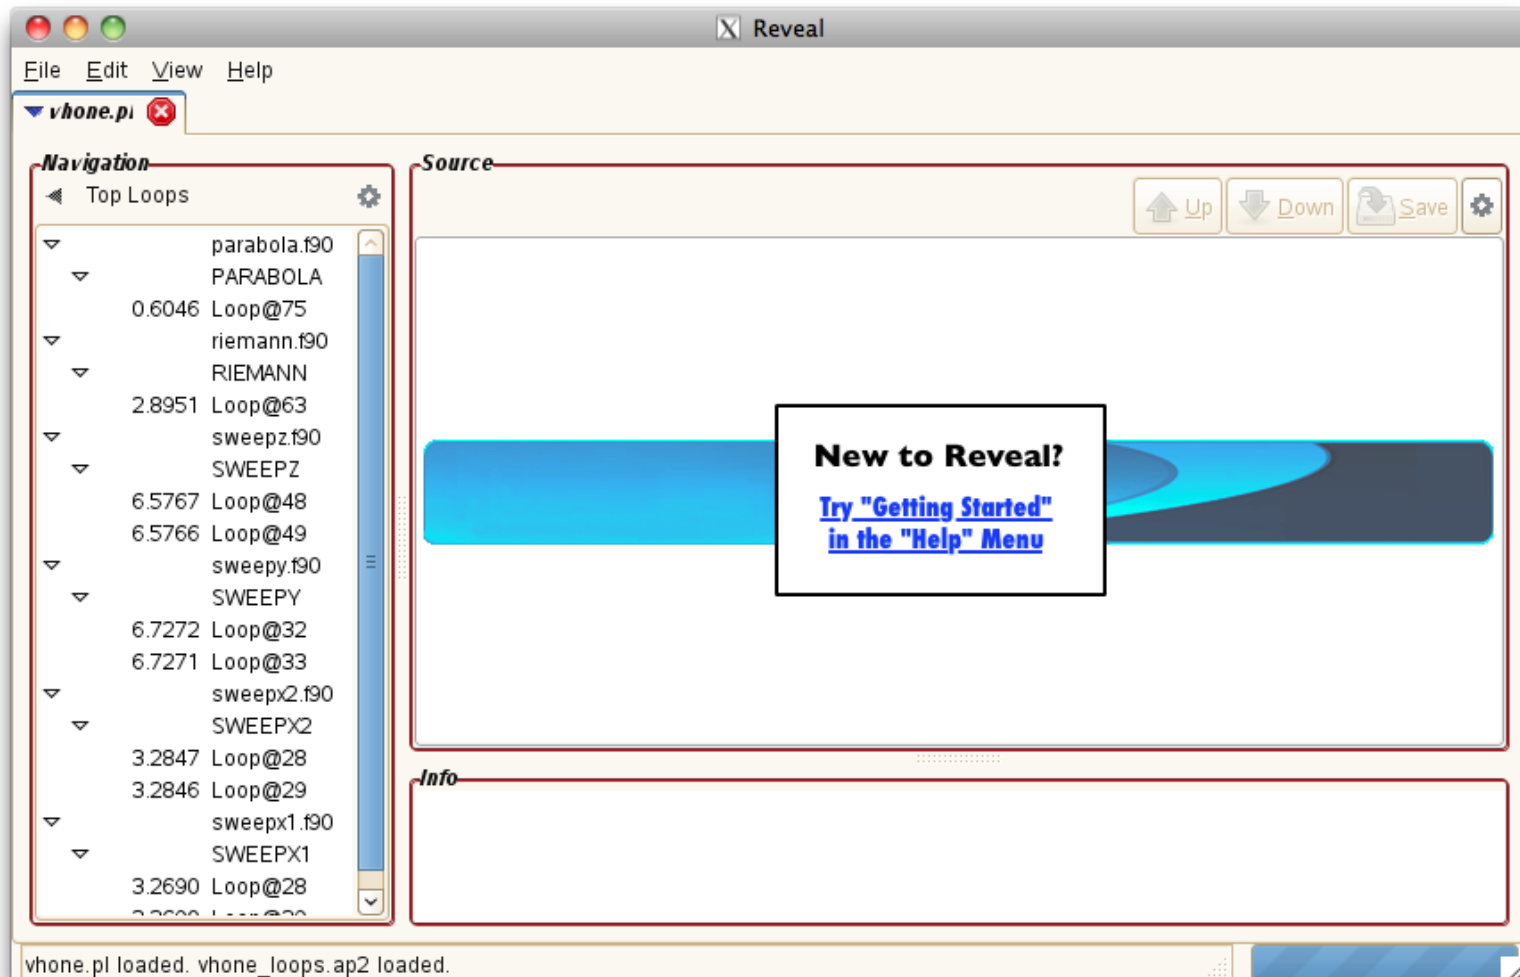 Reveal
File Edit View Help
vhone.pl
Navigation
Top Loops
parabola.f90
PARABOLA
0.6046 Loop@75
riemann.f90
RIEMANN
2.8951 Loop@63
sweepz.f90
SWEEPZ
6.5767 Loop@48
6.5766 Loop@49
sweepy.f90
SWEEPY
6.7272 Loop@32
6.7271 Loop@33
sweepx2.f90
SWEEPX2
3.2847 Loop@28
3.2846 Loop@29
sweepx1.f90
SWEEPX1
3.2690 Loop@28
Source
Up Down Save
New to Reveal?
Try "Getting Started"
in the "Help" Menu
Info
vhone.pl loaded. vhone_loops.ap2 loaded.